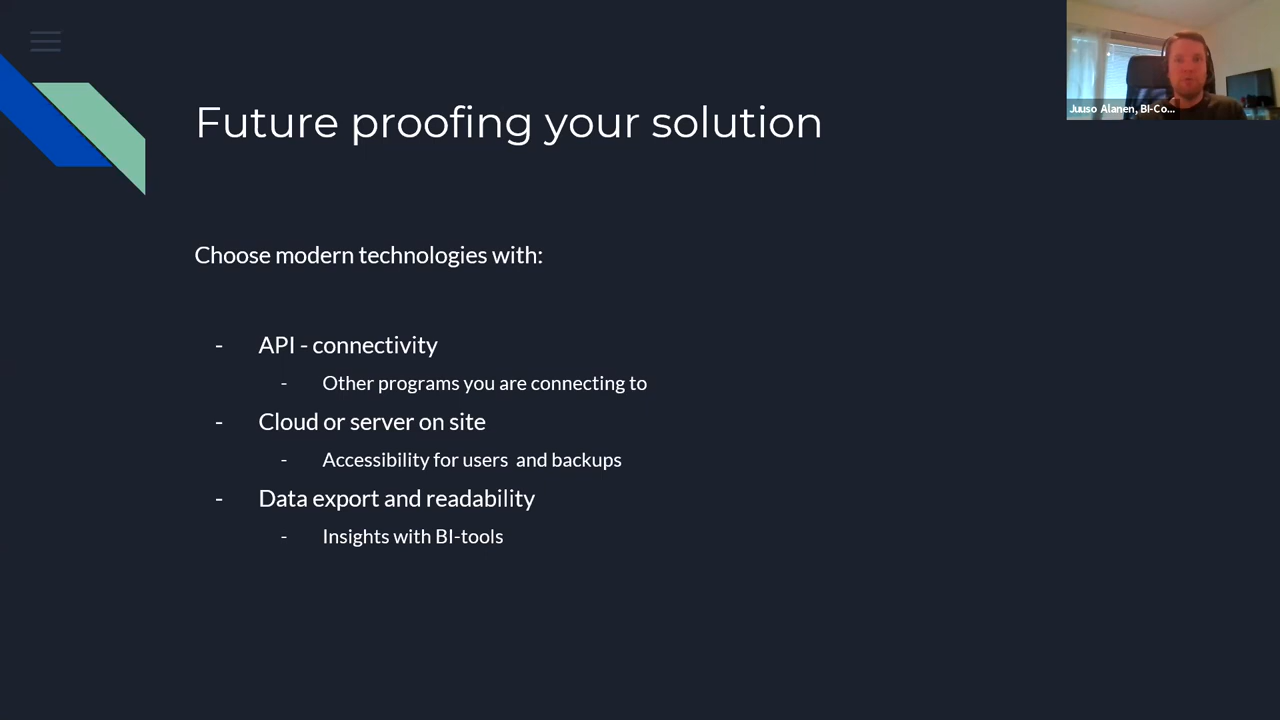 Future proofing your solution
Juuso Alanen, BI-Co...
Choose modern technologies with:
- API - connectivity
- Other programs you are connecting to
- Cloud or server on site
- Accessibility for users  and backups
- Data export and readability
- Insights with BI-tools